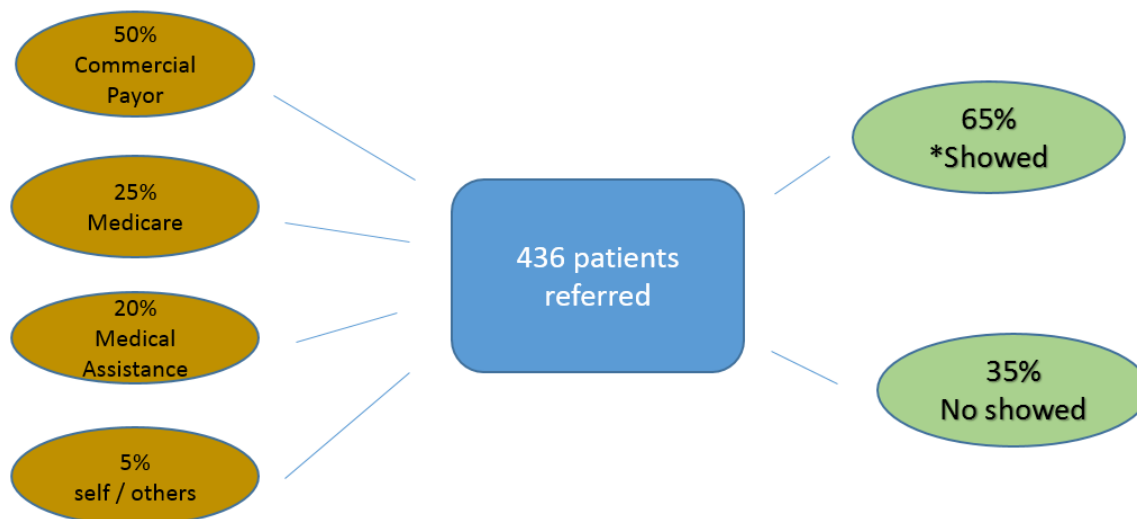 50%
Commercial
Payor
25%
Medicare
20%
Medical
Assistance
5%
self / others
436 patients
referred
65%
*Showed
35%
No showed